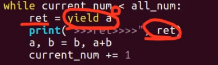 while current_num < all_num:
ret = yield a
print(">>>ret>>>>", ret)
a, b = b, a+b
current_num += 1